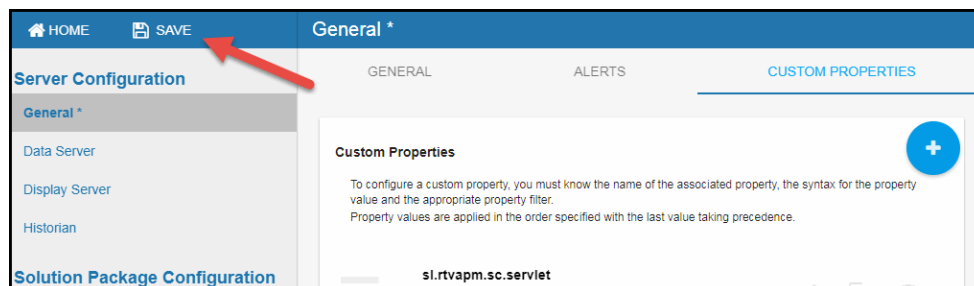 HOME SAVE General *
Server Configuration
GENERAL ALERTS CUSTOM PROPERTIES
General *
Data Server
Display Server
Historian
Solution Package Configuration
Custom Properties
+
To configure a custom property, you must know the name of the associated property, the syntax for the property
value and the appropriate property filter.
Property values are applied in the order specified with the last value taking precedence.
sl.rtvapm.sc.servlet